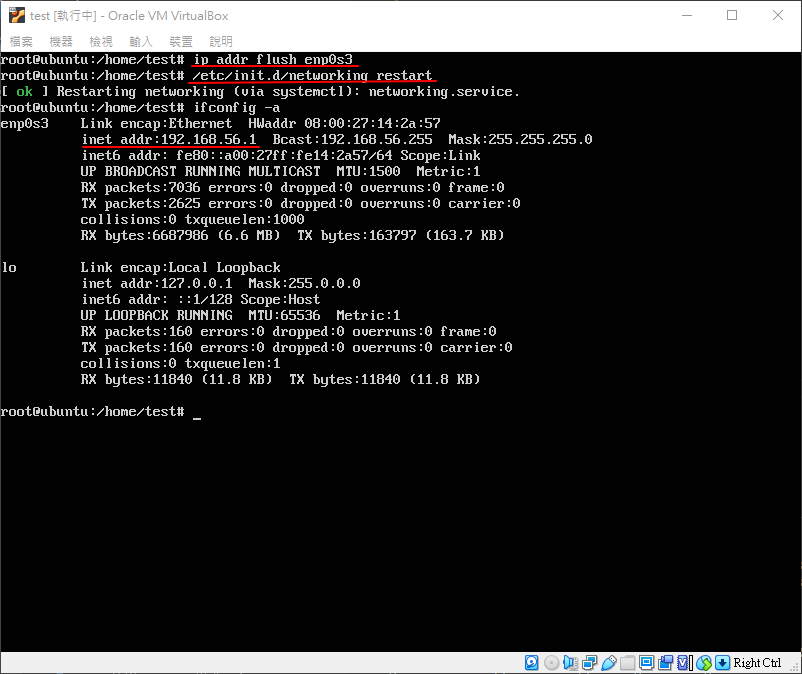 test [執行中] - Oracle VM VirtualBox
檔案 機器 檢視 輸入 裝置 說明
root@ubuntu:/home/test# ip addr flush enp0s3
root@ubuntu:/home/test# /etc/init.d/networking restart
[ ok ] Restarting networking (via systemctl): networking.service.
root@ubuntu:/home/test# ifconfig -a
enp0s3    Link encap:Ethernet  HWaddr 08:00:27:14:2a:57
          inet addr:192.168.56.1  Bcast:192.168.56.255  Mask:255.255.255.0
          inet6 addr: fe80::a00:27ff:fe14:2a57/64 Scope:Link
          UP BROADCAST RUNNING MULTICAST  MTU:1500  Metric:1
          RX packets:7036 errors:0 dropped:0 overruns:0 frame:0
          TX packets:2625 errors:0 dropped:0 overruns:0 carrier:0
          collisions:0 txqueuelen:1000
          RX bytes:6687986 (6.6 MB)  TX bytes:163797 (163.7 KB)
lo        Link encap:Local Loopback
          inet addr:127.0.0.1  Mask:255.0.0.0
          inet6 addr: ::1/128 Scope:Host
          UP LOOPBACK RUNNING  MTU:65536  Metric:1
          RX packets:160 errors:0 dropped:0 overruns:0 frame:0
          TX packets:160 errors:0 dropped:0 overruns:0 carrier:0
          collisions:0 txqueuelen:1
          RX bytes:11840 (11.8 KB)  TX bytes:11840 (11.8 KB)
root@ubuntu:/home/test# _
Right Ctrl